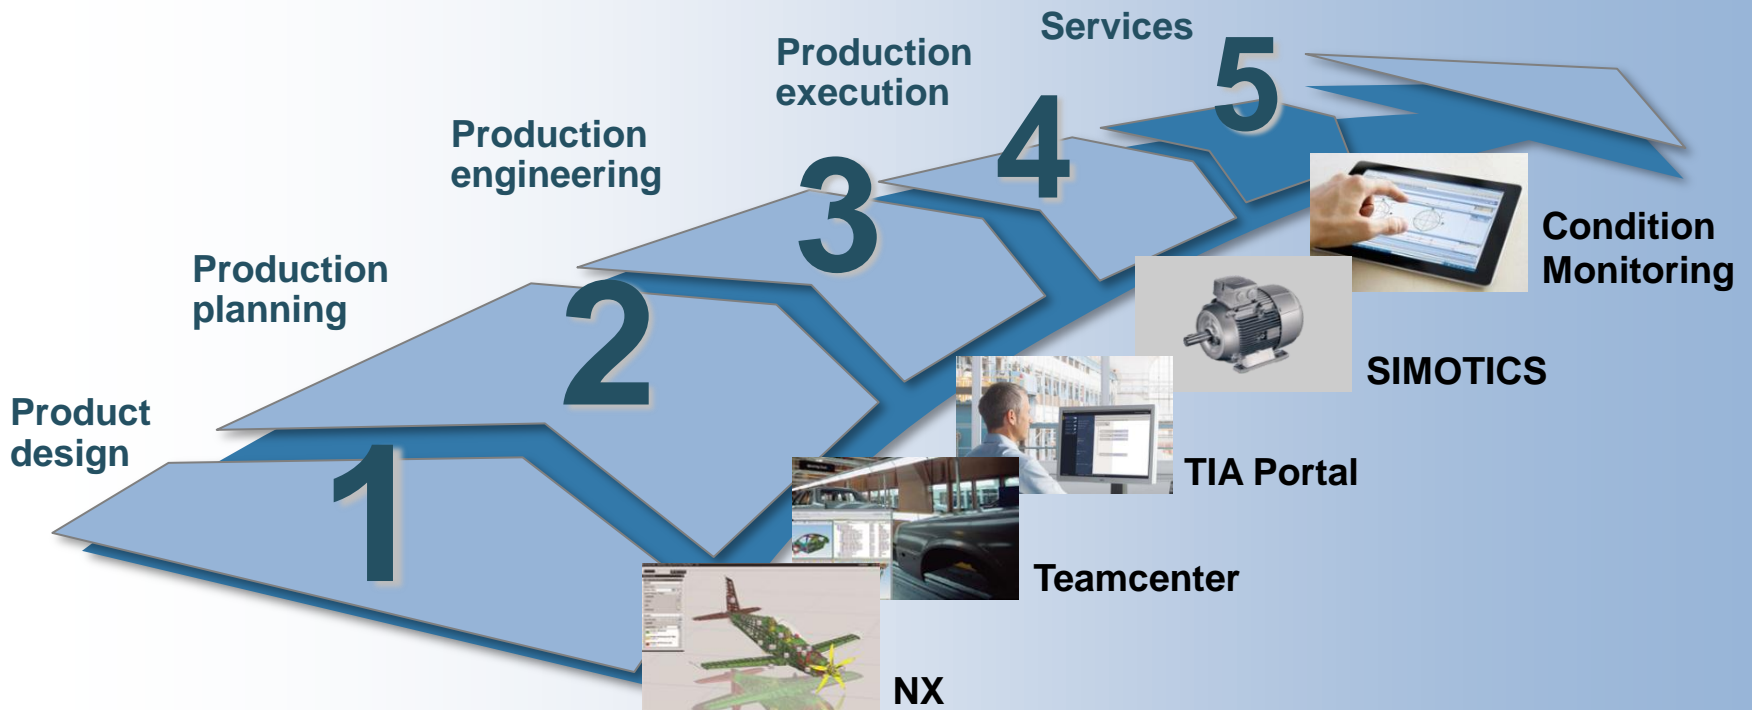 Services
5
Production
execution
4
Production
engineering
3
Production
planning
2
Product
design
1
Condition
Monitoring
SIMOTICS
TIA Portal
Teamcenter
NX